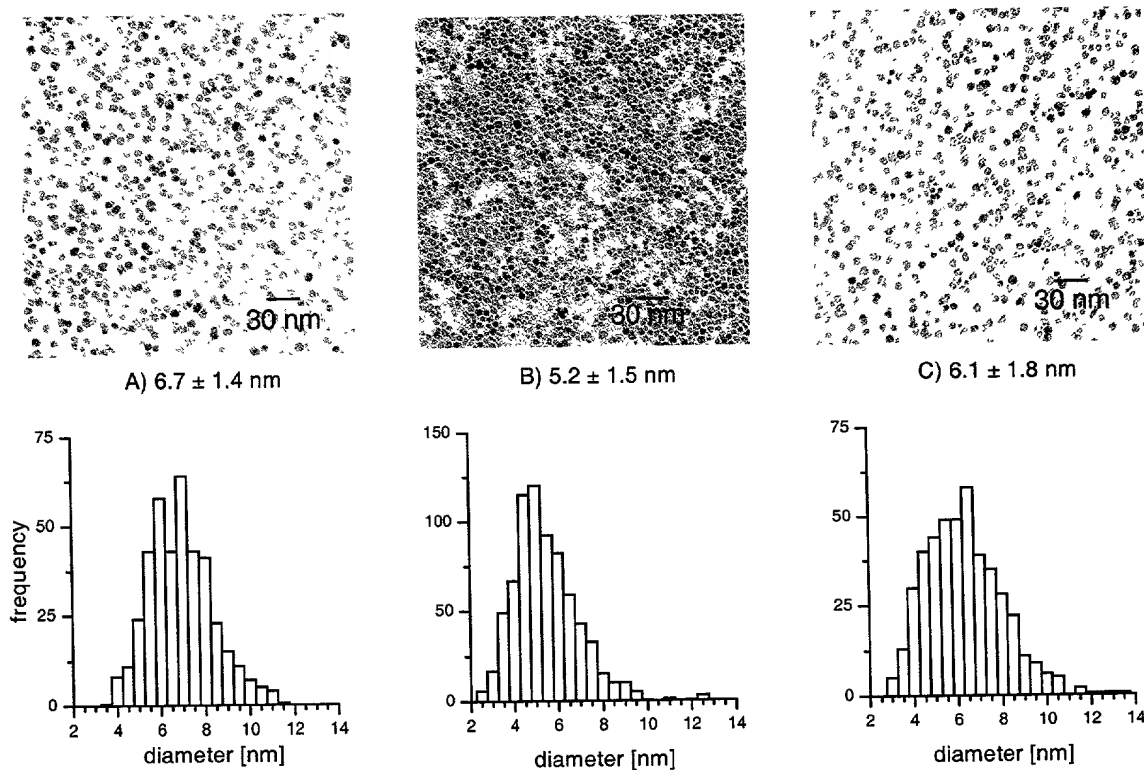 30 nm
30 nm
30 nm
A) 6.7 ± 1.4 nm
B) 5.2 ± 1.5 nm
C) 6.1 ± 1.8 nm
75
50
25
0
frequency
2 4 6 8 10 12 14
diameter [nm]
150
100
50
0
2 4 6 8 10 12 14
diameter [nm]
75
50
25
0
2 4 6 8 10 12 14
diameter [nm]